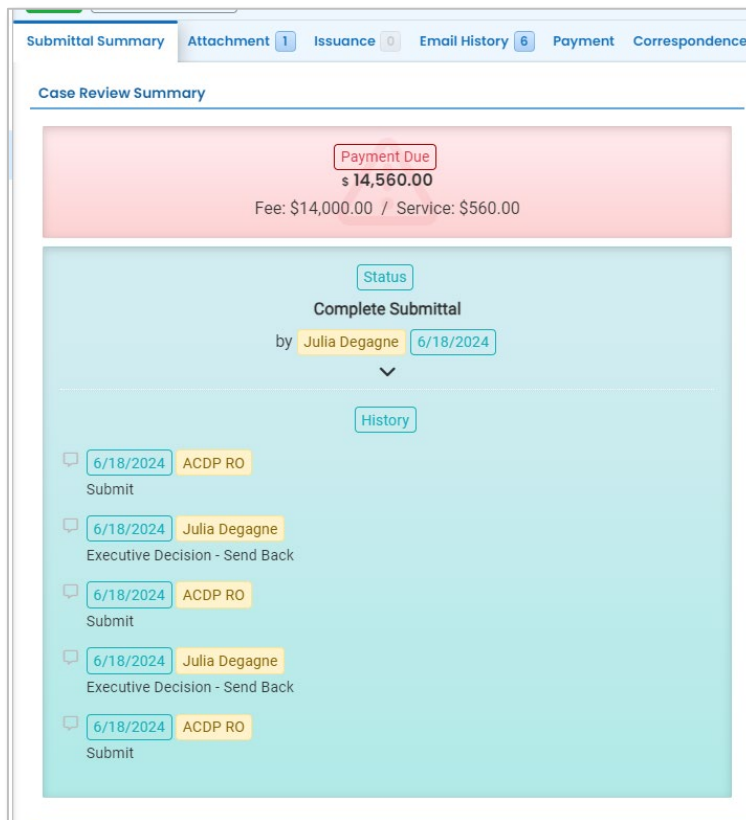 Submittal Summary Attachment 1 Issuance 0 Email History 6 Payment Correspondence
Case Review Summary
Payment Due
$ 14,560.00
Fee: $14,000.00 / Service: $560.00
Status
Complete Submittal
by Julia Degagne 6/18/2024
History
6/18/2024 ACDP RO
Submit
6/18/2024 Julia Degagne
Executive Decision - Send Back
6/18/2024 ACDP RO
Submit
6/18/2024 Julia Degagne
Executive Decision - Send Back
6/18/2024 ACDP RO
Submit